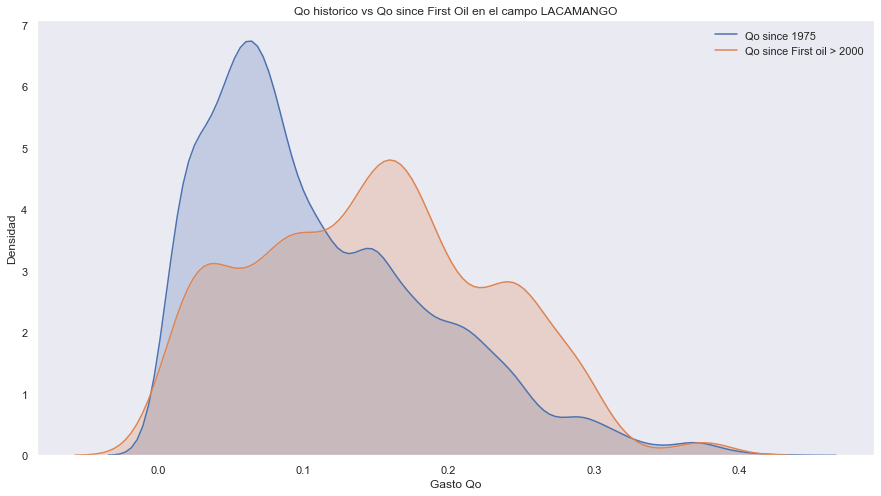 Qo historico vs Qo since First Oil en el campo LACAMANGO
Qo since 1975
Qo since First oil > 2000
7
6
5
4
3
2
1
0
Densidad
0.0
0.1
0.2
0.3
0.4
Gasto Qo